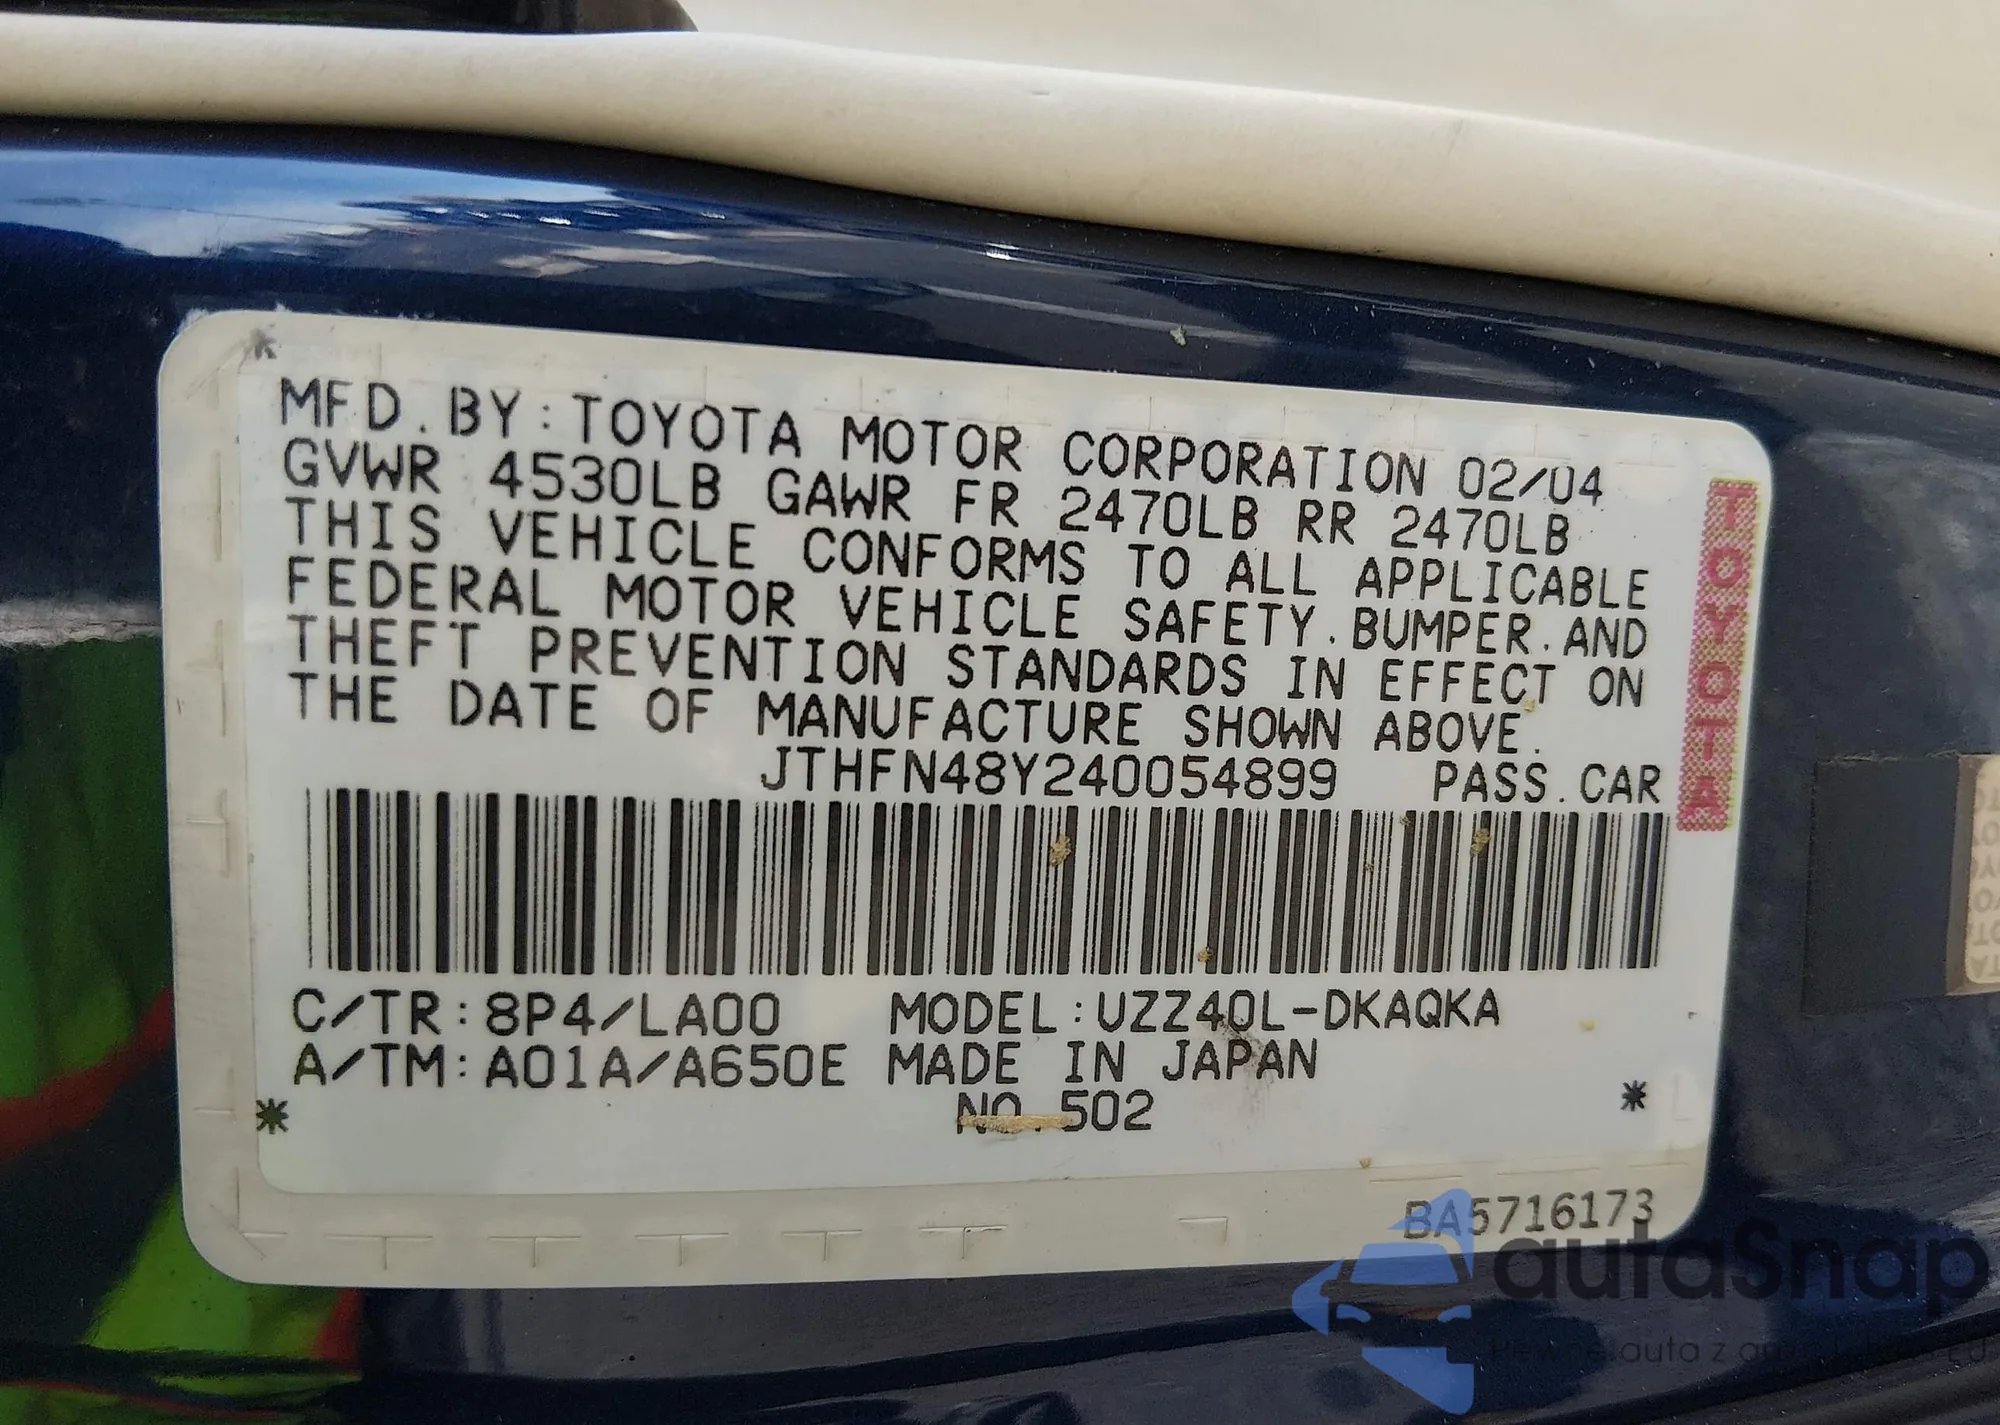 MFD.BY:TOYOTA MOTOR CORPORATION 02/04
GVWR 4530LB GAWR FR 2470LB RR 2470LB
THIS VEHICLE CONFORMS TO ALL APPLICABLE
FEDERAL MOTOR VEHICLE SAFETY.BUMPER.AND
THEFT PREVENTION STANDARDS IN EFFECT ON
THE DATE OF MANUFACTURE SHOWN ABOVE.
JTHFN48Y240054899 PASS.CAR
TOYOTA
C/TR:8P4/LA00 MODEL:UZZ40L-DKAQKA
A/TM:A01A/A650E MADE IN JAPAN
NO.502
BA5716173
autaSnap
auta z